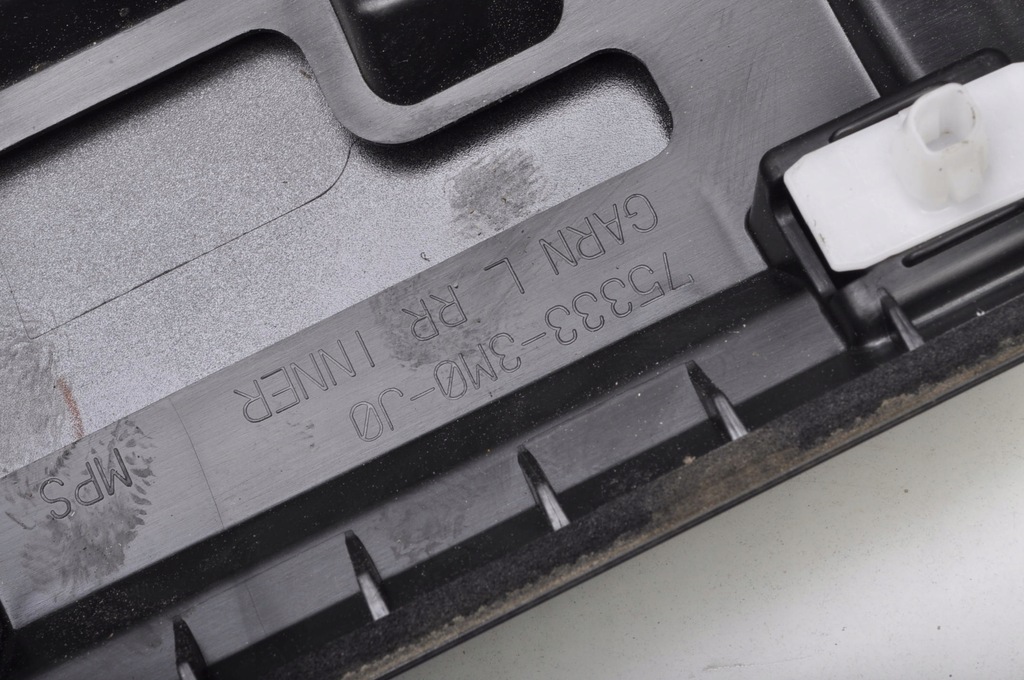 75333-3M0-J0
GARN L RR INNER
MPS